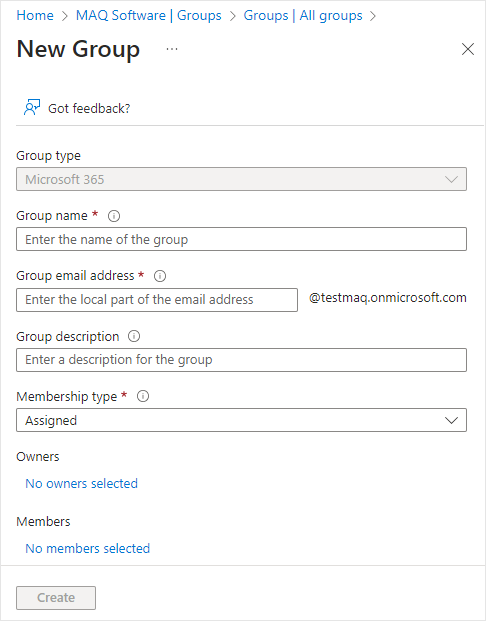 Home > MAQ Software | Groups > Groups | All groups >
New Group ...
Got feedback?
Group type
Microsoft 365
Group name *
Enter the name of the group
Group email address *
Enter the local part of the email address @testmaq.onmicrosoft.com
Group description
Enter a description for the group
Membership type *
Assigned
Owners
No owners selected
Members
No members selected
Create